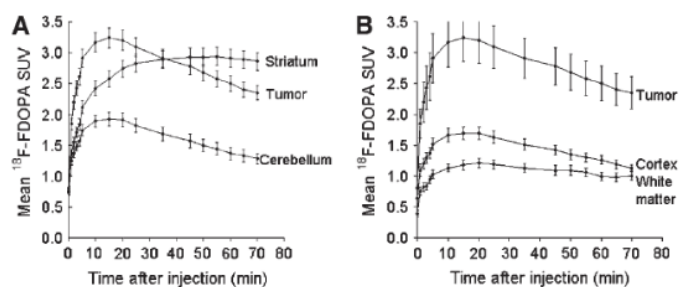 A
Mean 18F-FDOPA SUV
3.5
3.0
2.5
2.0
1.5
1.0
0.5
0.0
Striatum
Tumor
Cerebellum
0 10 20 30 40 50 60 70 80
Time after injection (min)
B
Mean 18F-FDOPA SUV
3.5
3.0
2.5
2.0
1.5
1.0
0.5
0.0
Tumor
Cortex
White
matter
0 10 20 30 40 50 60 70 80
Time after injection (min)